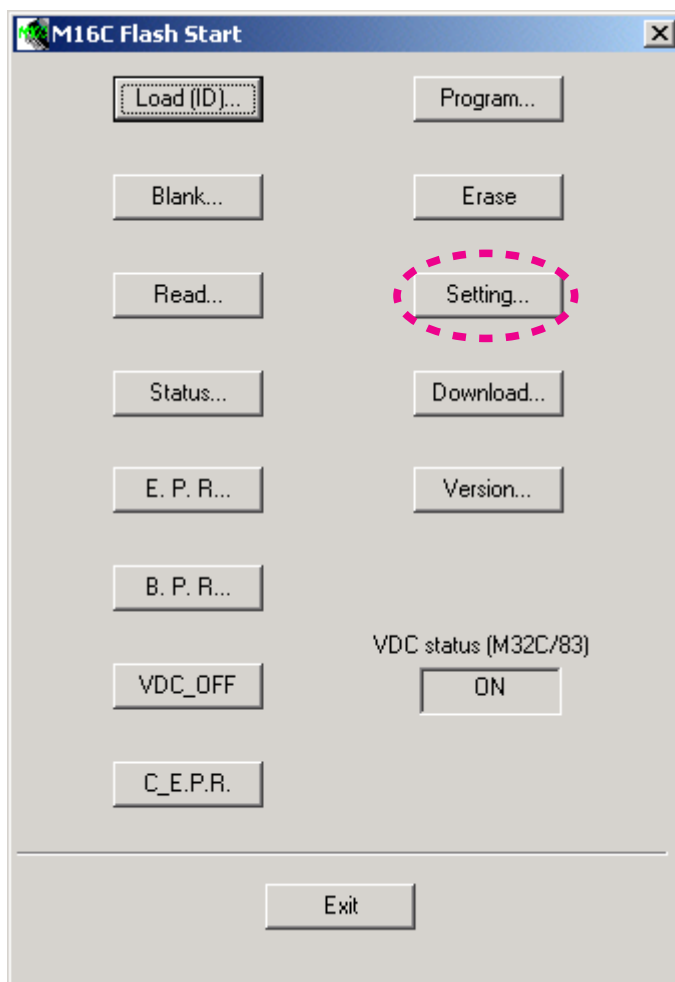 M16C Flash Start
Load (ID)...
Program...
Blank...
Erase
Read...
Setting...
Status...
Download...
E. P. R...
Version...
B. P. R...
VDC status (M32C/83)
VDC_OFF
ON
C_E.P.R.
Exit